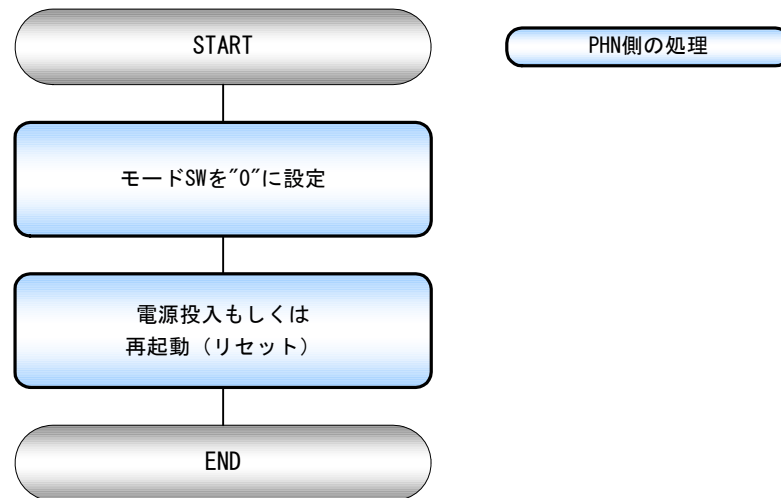 START
PHN側の処理
モードSWを"0"に設定
電源投入もしくは
再起動（リセット）
END